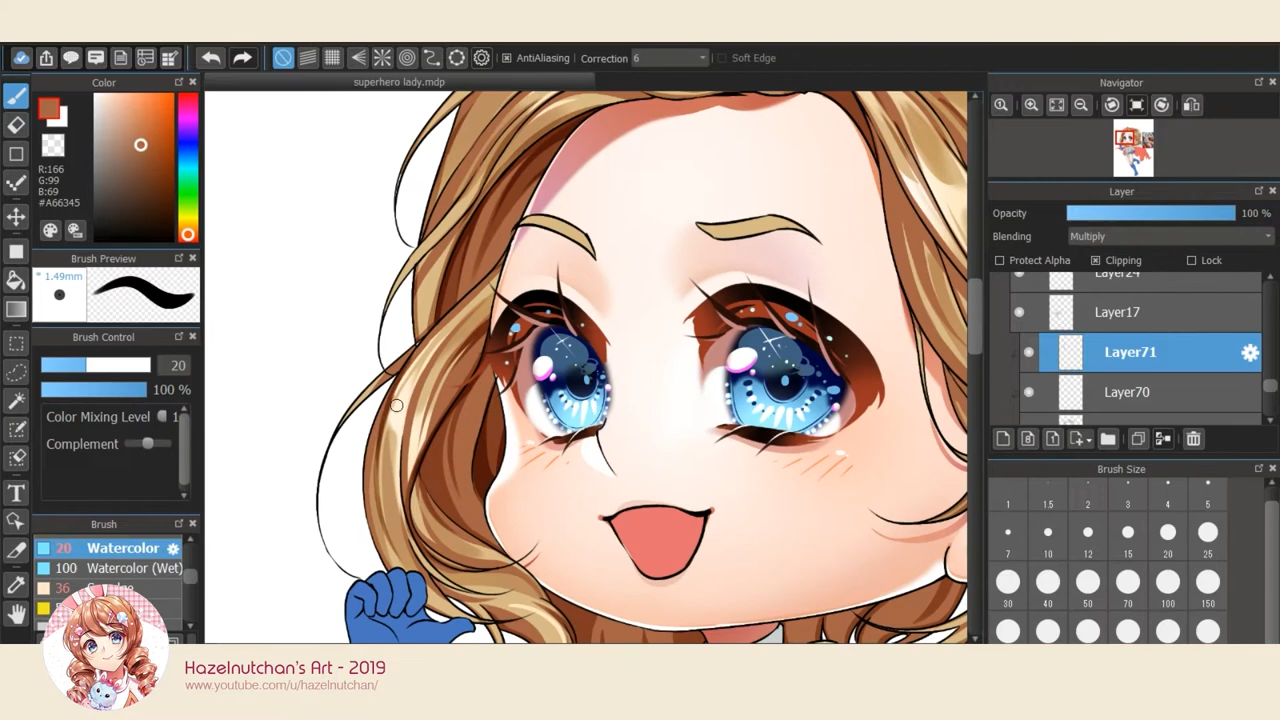 AntiAliasing Correction 6 Soft Edge
Color
superhero lady.mdp
Navigator
R:166
G:99
B:69
#A66345
Layer
Opacity 100 %
Blending Multiply
Protect Alpha Clipping Lock
Brush Preview
* 1.49mm
Layer24
Layer17
Layer71
Layer70
Brush Control
20
100 %
Color Mixing Level 1
Complement
Brush Size
1 1.5 2 3 4 5
7 10 12 15 20 25
30 40 50 70 100 150
Brush
20 Watercolor
100 Watercolor (Wet)
36
Hazelnutchan's Art - 2019
www.youtube.com/u/hazelnutchan/